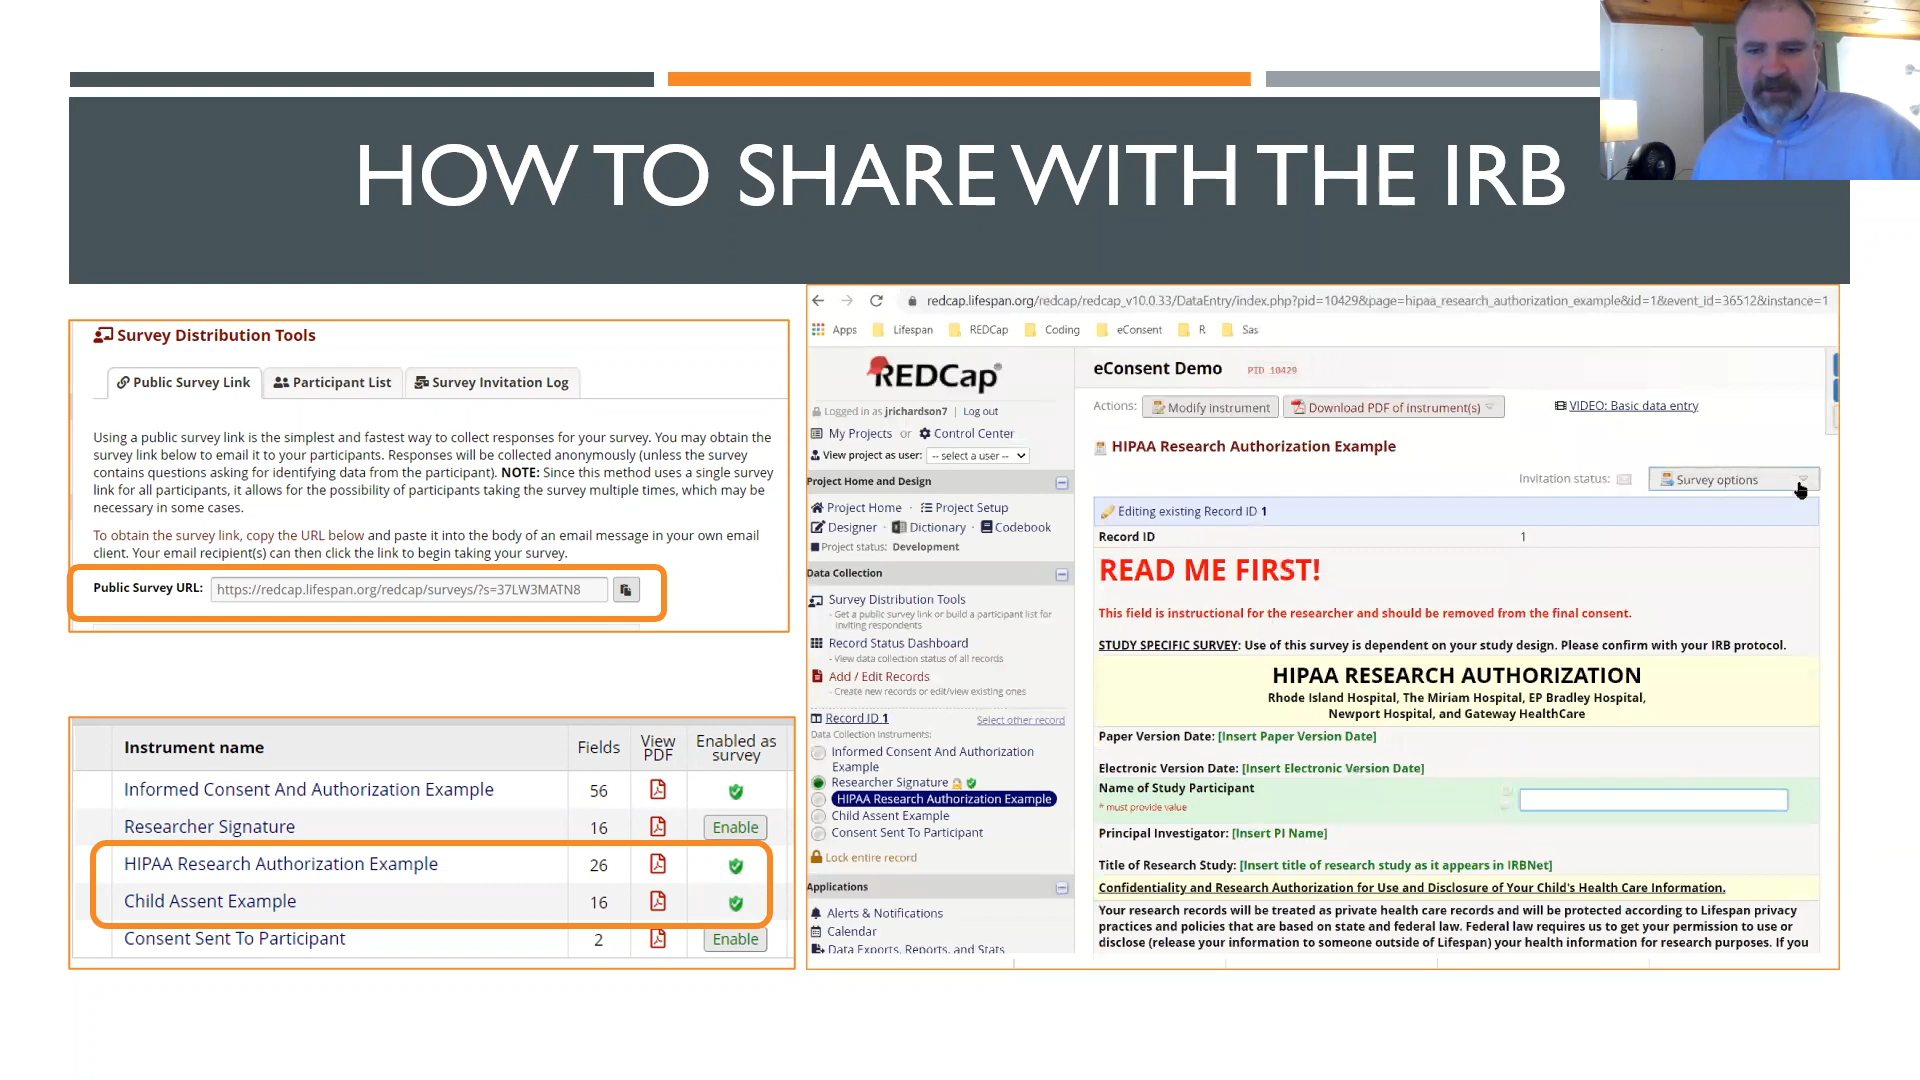 HOW TO SHARE WITH THE IRB
Survey Distribution Tools
Public Survey Link
Participant List
Survey Invitation Log
Using a public survey link is the simplest and fastest way to collect responses for your survey. You may obtain the
survey link below to email it to your participants. Responses will be collected anonymously (unless the survey
contains questions asking for identifying data from the participant). NOTE: Since this method uses a single survey
link for all participants, it allows for the possibility of participants taking the survey multiple times, which may be
necessary in some cases.
To obtain the survey link, copy the URL below and paste it into the body of an email message in your own email
client. Your email recipient(s) can then click the link to begin taking your survey.
Public Survey URL: https://redcap.lifespan.org/redcap/surveys/?s=37LW3MATN8
Instrument name Fields View PDF Enabled as survey
Informed Consent And Authorization Example 56
Researcher Signature 16 Enable
HIPAA Research Authorization Example 26
Child Assent Example 16
Consent Sent To Participant 2 Enable
redcap.lifespan.org/redcap/redcap_v10.0.33/DataEntry/index.php?pid=10429&page=hipaa_research_authorization_example&id=1&event_id=36512&instance=1
Apps Lifespan REDCap Coding eConsent R Sas
REDCap
Logged in as jrichardson7 | Log out
My Projects or Control Center
View project as user: -- select a user --
Project Home and Design
Project Home · Project Setup
Designer · Dictionary · Codebook
Project status: Development
Data Collection
Survey Distribution Tools
- Get a public survey link or build a participant list for
inviting respondents
Record Status Dashboard
- View data collection status of all records
Add / Edit Records
- Create new records or edit/view existing ones
Record ID 1 Select other record
Data Collection Instruments:
Informed Consent And Authorization
Example
Researcher Signature
HIPAA Research Authorization Example
Child Assent Example
Consent Sent To Participant
Lock entire record
Applications
Alerts & Notifications
Calendar
Data Exports, Reports, and Stats
eConsent Demo PID 10429
Actions: Modify instrument Download PDF of instrument(s) VIDEO: Basic data entry
HIPAA Research Authorization Example
Invitation status: Survey options
Editing existing Record ID 1
Record ID 1
READ ME FIRST!
This field is instructional for the researcher and should be removed from the final consent.
STUDY SPECIFIC SURVEY: Use of this survey is dependent on your study design. Please confirm with your IRB protocol.
HIPAA RESEARCH AUTHORIZATION
Rhode Island Hospital, The Miriam Hospital, EP Bradley Hospital,
Newport Hospital, and Gateway HealthCare
Paper Version Date: [Insert Paper Version Date]
Electronic Version Date: [Insert Electronic Version Date]
Name of Study Participant
* must provide value
Principal Investigator: [Insert PI Name]
Title of Research Study: [Insert title of research study as it appears in IRBNet]
Confidentiality and Research Authorization for Use and Disclosure of Your Child's Health Care Information.
Your research records will be treated as private health care records and will be protected according to Lifespan privacy
practices and policies that are based on state and federal law. Federal law requires us to get your permission to use or
disclose (release your information to someone outside of Lifespan) your health information for research purposes. If you